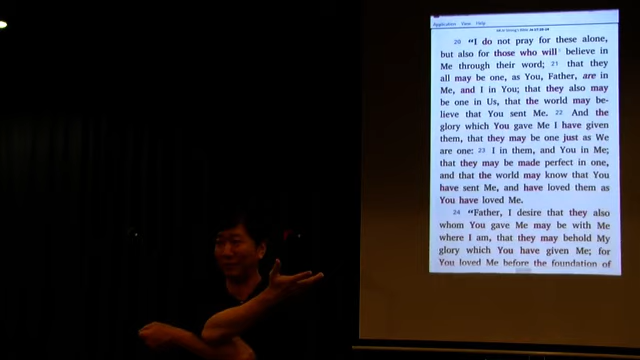 Application View Help
20 "I do not pray for these alone,
but also for those who will believe in
Me through their word; 21 that they
all may be one, as You, Father, are in
Me, and I in You; that they also may
be one in Us, that the world may be-
lieve that You sent Me. 22 And the
glory which You gave Me I have given
them, that they may be one just as We
are one: 23 I in them, and You in Me;
that they may be made perfect in one,
and that the world may know that You
have sent Me, and have loved them as
You have loved Me.
24 "Father, I desire that they also
whom You gave Me may be with Me
where I am, that they may behold My
glory which You have given Me; for
You loved Me before the foundation of